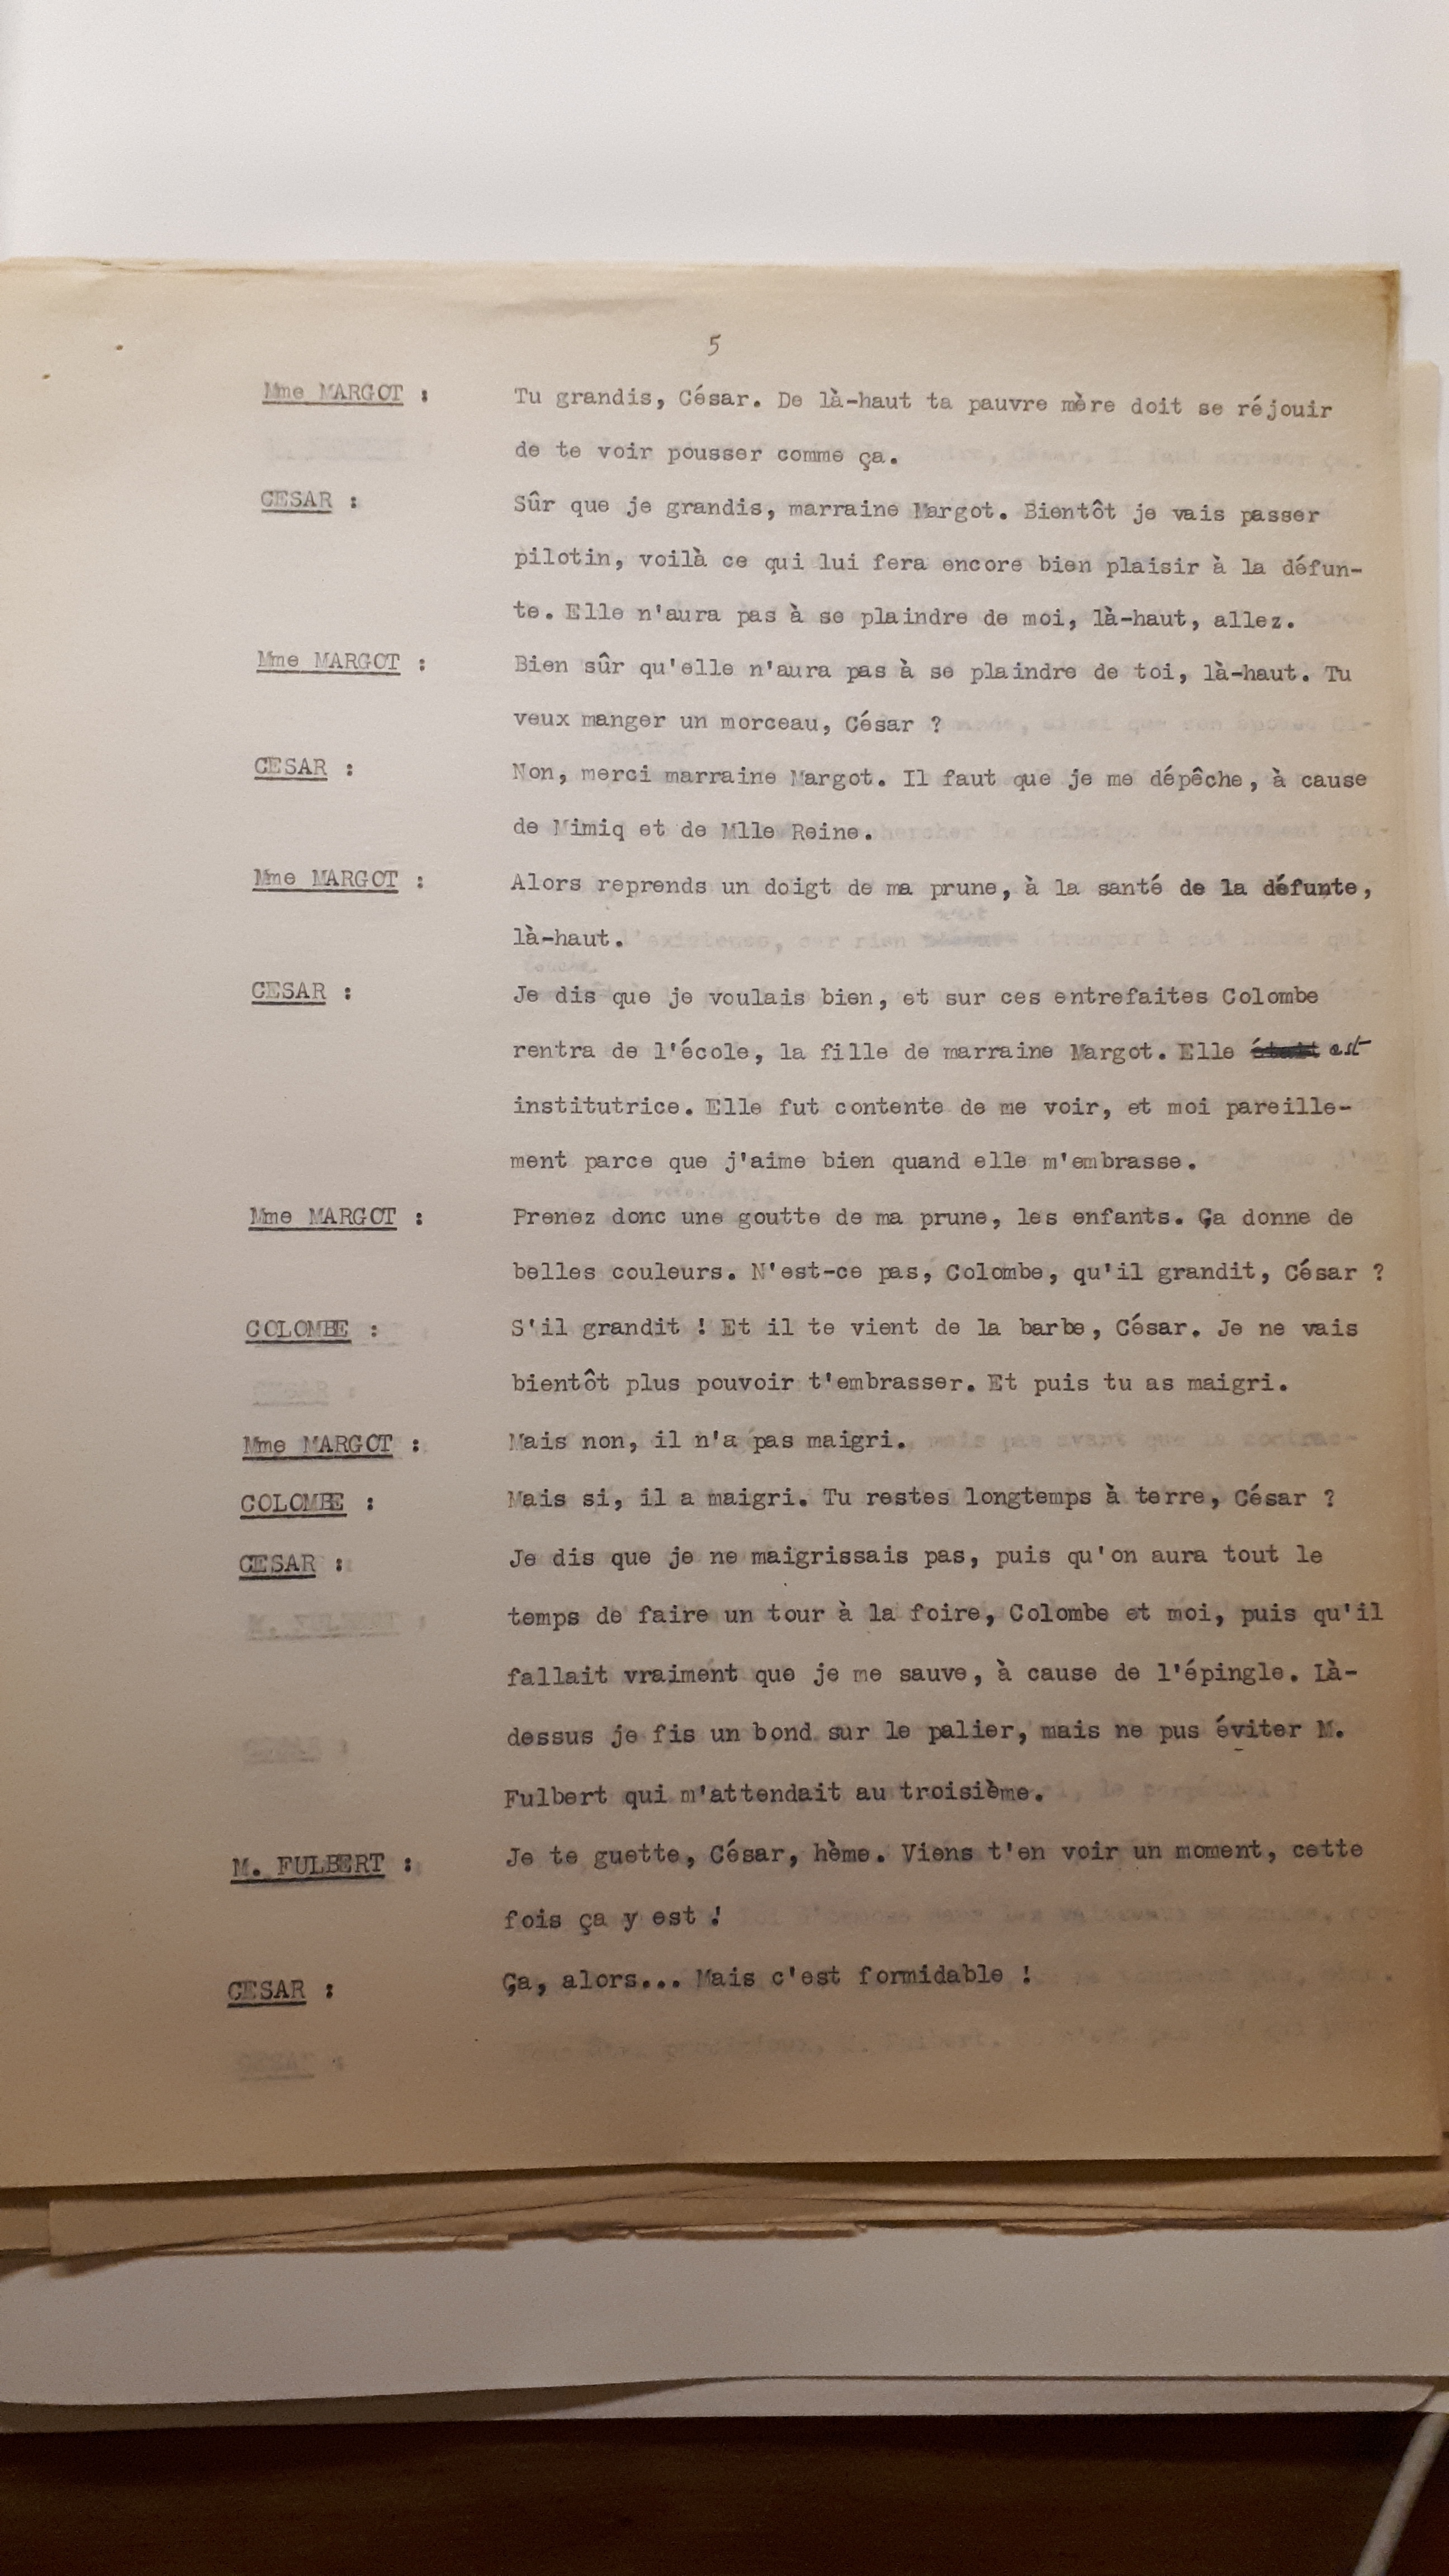 5
Mme MARGOT : Tu grandis, César. De là-haut ta pauvre mère doit se réjouir
de te voir pousser comme ça.
CESAR : Sûr que je grandis, marraine Margot. Bientôt je vais passer
pilotin, voilà ce qui lui fera encore bien plaisir à la défun-
te. Elle n'aura pas à se plaindre de moi, là-haut, allez.
Mme MARGOT : Bien sûr qu'elle n'aura pas à se plaindre de toi, là-haut. Tu
veux manger un morceau, César ?
CESAR : Non, merci marraine Margot. Il faut que je me dépêche, à cause
de Mimiq et de Mlle Reine.
Mme MARGOT : Alors reprends un doigt de ma prune, à la santé de la défunte,
là-haut.
CESAR : Je dis que je voulais bien, et sur ces entrefaites Colombe
rentra de l'école, la fille de marraine Margot. Elle était est
institutrice. Elle fut contente de me voir, et moi pareille-
ment parce que j'aime bien quand elle m'embrasse.
Mme MARGOT : Prenez donc une goutte de ma prune, les enfants. Ça donne de
belles couleurs. N'est-ce pas, Colombe, qu'il grandit, César ?
COLOMBE : S'il grandit ! Et il te vient de la barbe, César. Je ne vais
bientôt plus pouvoir t'embrasser. Et puis tu as maigri.
Mme MARGOT : Mais non, il n'a pas maigri.
COLOMBE : Mais si, il a maigri. Tu restes longtemps à terre, César ?
CESAR : Je dis que je ne maigrissais pas, puis qu'on aura tout le
temps de faire un tour à la foire, Colombe et moi, puis qu'il
fallait vraiment que je me sauve, à cause de l'épingle. Là-
dessus je fis un bond sur le palier, mais ne pus éviter M.
Fulbert qui m'attendait au troisième.
M. FULBERT : Je te guette, César, hème. Viens t'en voir un moment, cette
fois ça y est !
CESAR : Ça, alors... Mais c'est formidable !